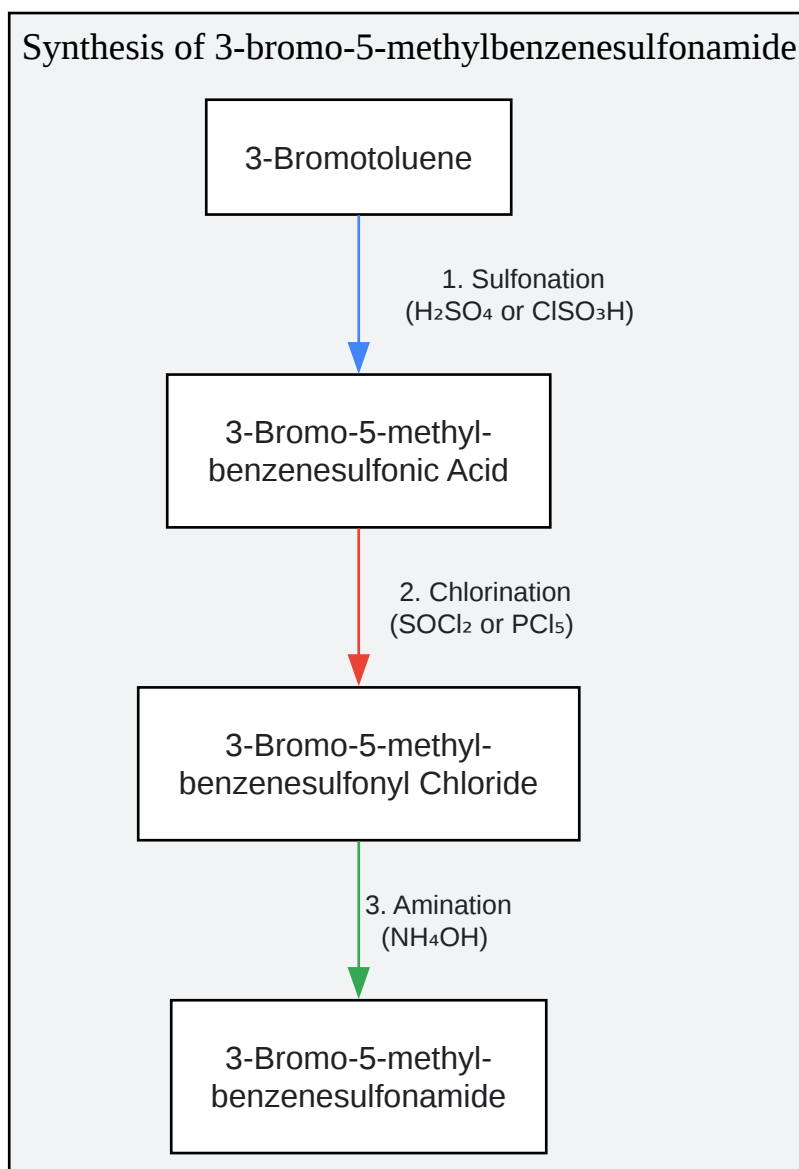 Synthesis of 3-bromo-5-methylbenzenesulfonamide
3-Bromotoluene
1. Sulfonation
(H₂SO₄ or ClSO₃H)
3-Bromo-5-methyl-
benzenesulfonic Acid
2. Chlorination
(SOCl₂ or PCl₅)
3-Bromo-5-methyl-
benzenesulfonyl Chloride
3. Amination
(NH₄OH)
3-Bromo-5-methyl-
benzenesulfonamide